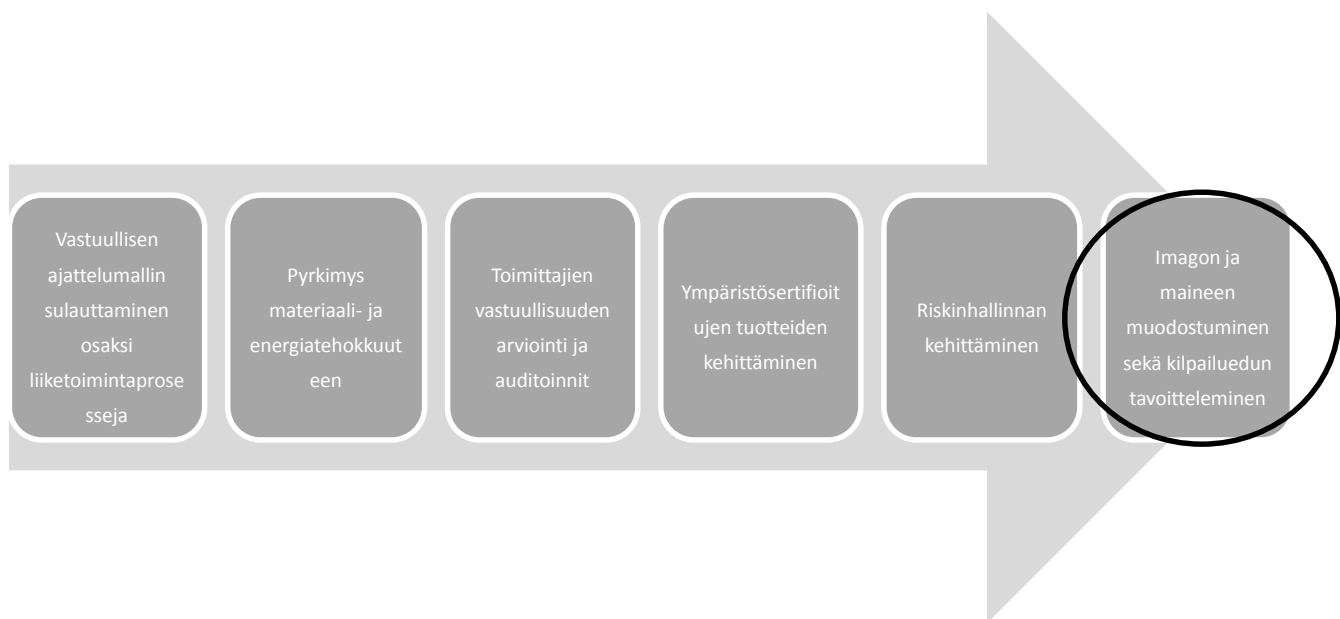 Vastuullisen
ajattelumallin
sulauttaminen
osaksi
liiketoimintaprose
sseja
Pyrkimys
materiaali- ja
energiatehokkuut
een
Toimittajien
vastuullisuuden
arviointi ja
auditoinnit
Ympäristösertifioit
ujen tuotteiden
kehittäminen
Riskinhallinnan
kehittäminen
Imagon ja
maineen
muodostuminen
sekä kilpailuedun
tavoitteleminen